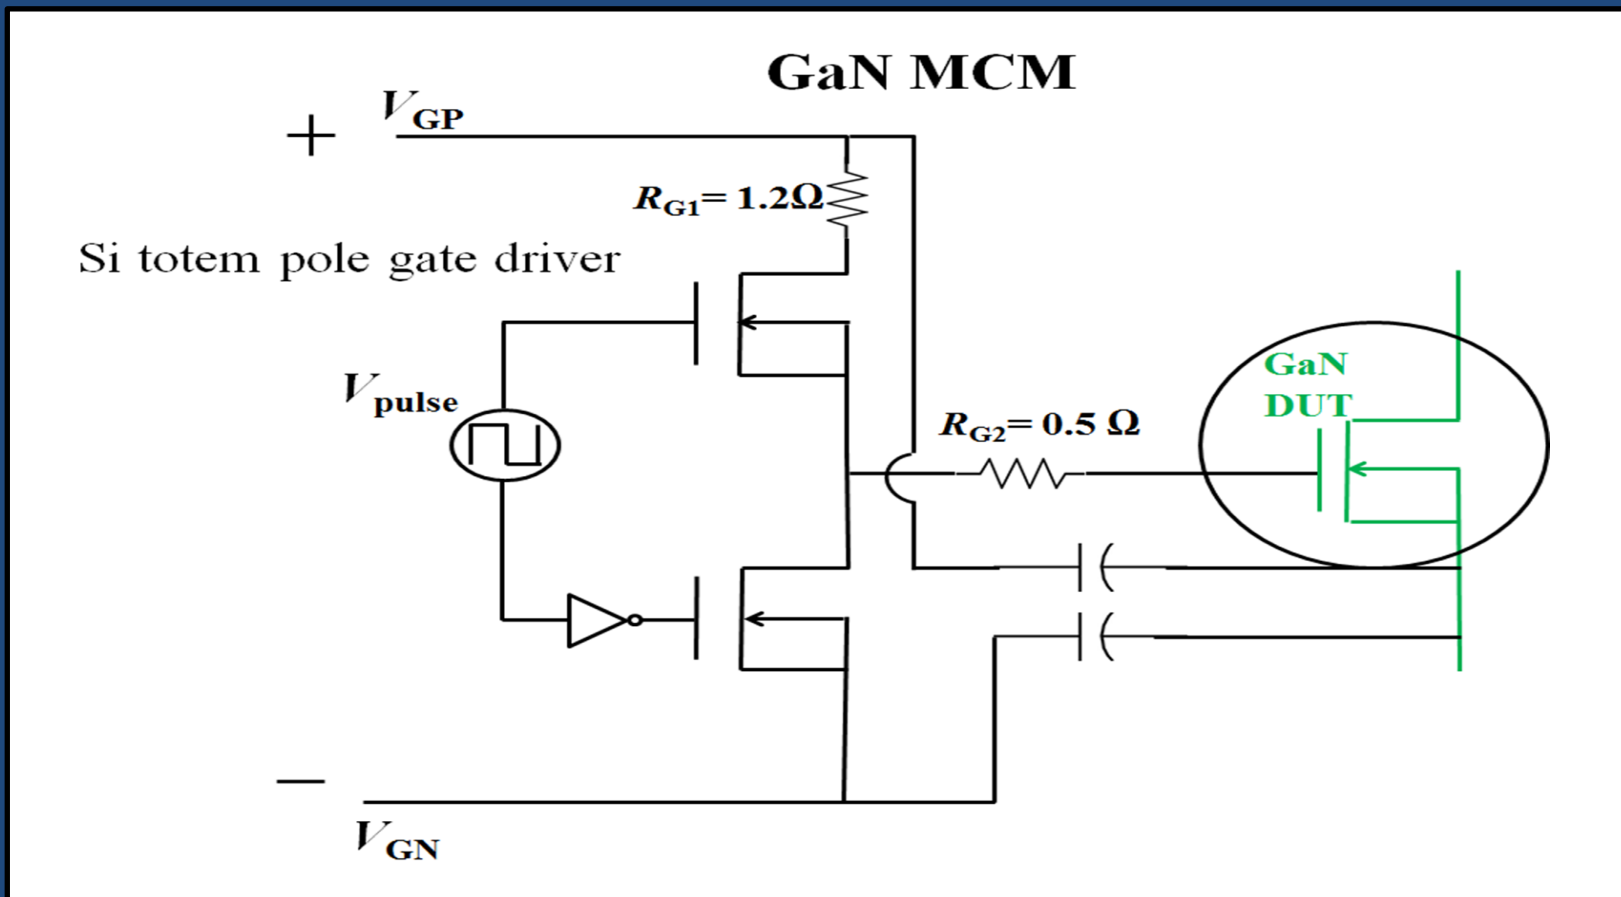 GaN MCM
+ VGP
RG1= 1.2Ω
Si totem pole gate driver
Vpulse
GaN
DUT
RG2= 0.5 Ω
—
VGN